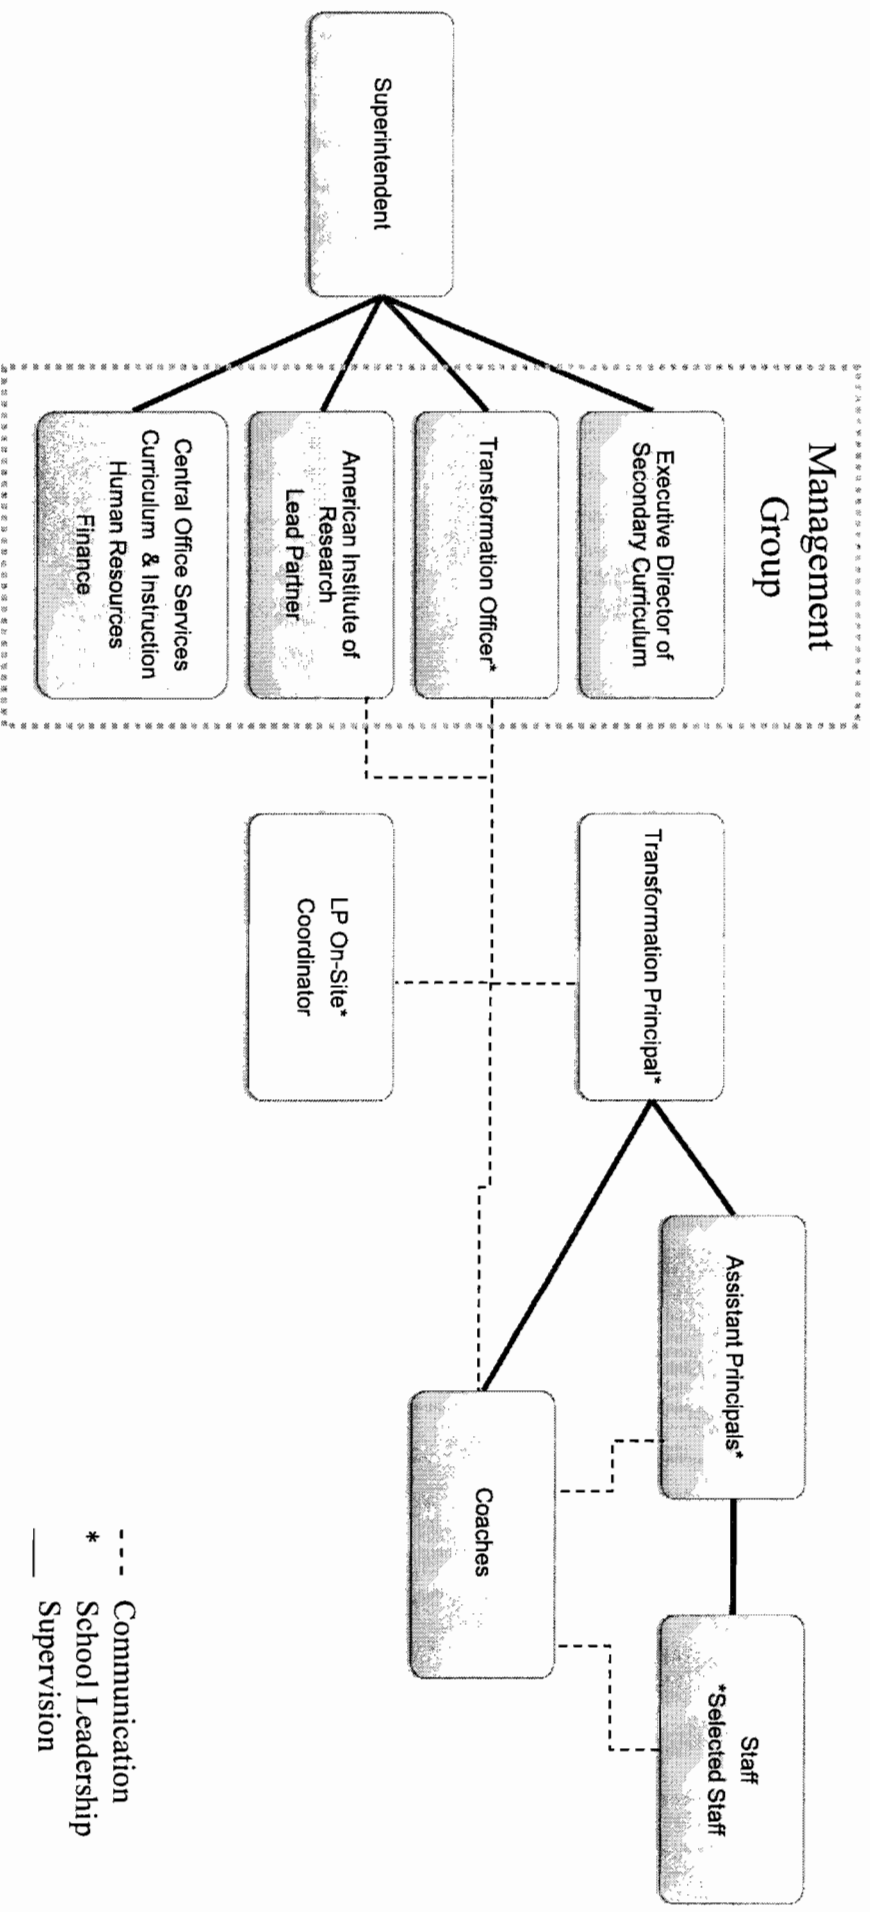 Superintendent
Management
Group
Executive Director of
Secondary Curriculum
Transformation Officer*
American Institute of
Research
Lead Partner
Central Office Services
Curriculum & Instruction
Human Resources
Finance
Transformation Principal*
LP On-Site*
Coordinator
Assistant Principals*
Coaches
Staff
*Selected Staff
--- Communication
* School Leadership
___ Supervision